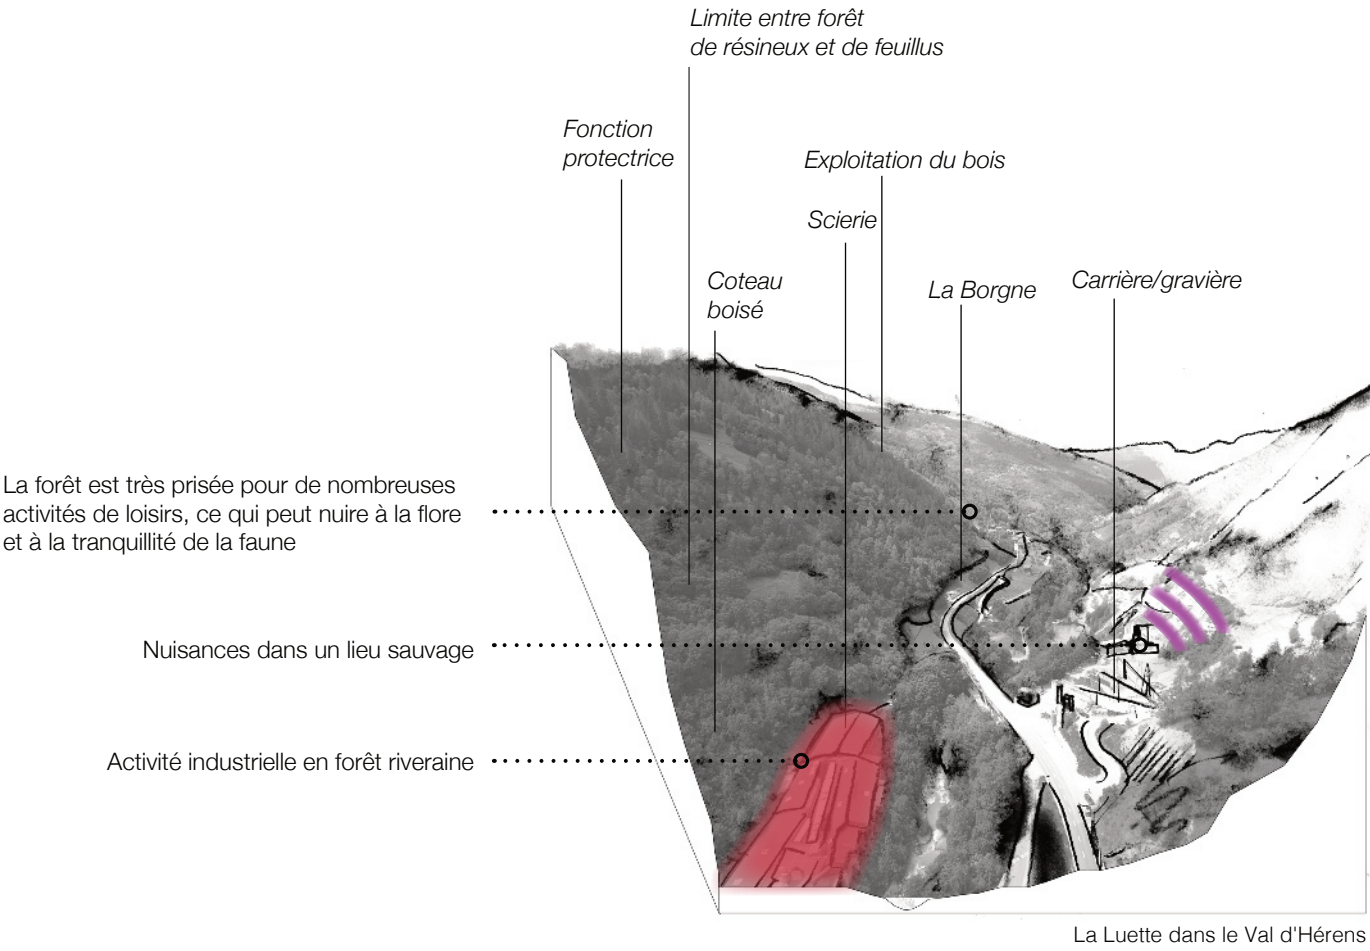 Limite entre forêt
de résineux et de feuillus
Fonction
protectrice
Exploitation du bois
Scierie
Coteau
boisé
La Borgne
Carrière/gravière
La forêt est très prisée pour de nombreuses
activités de loisirs, ce qui peut nuire à la flore
et à la tranquillité de la faune
Nuisances dans un lieu sauvage
Activité industrielle en forêt riveraine
La Luette dans le Val d'Hérens